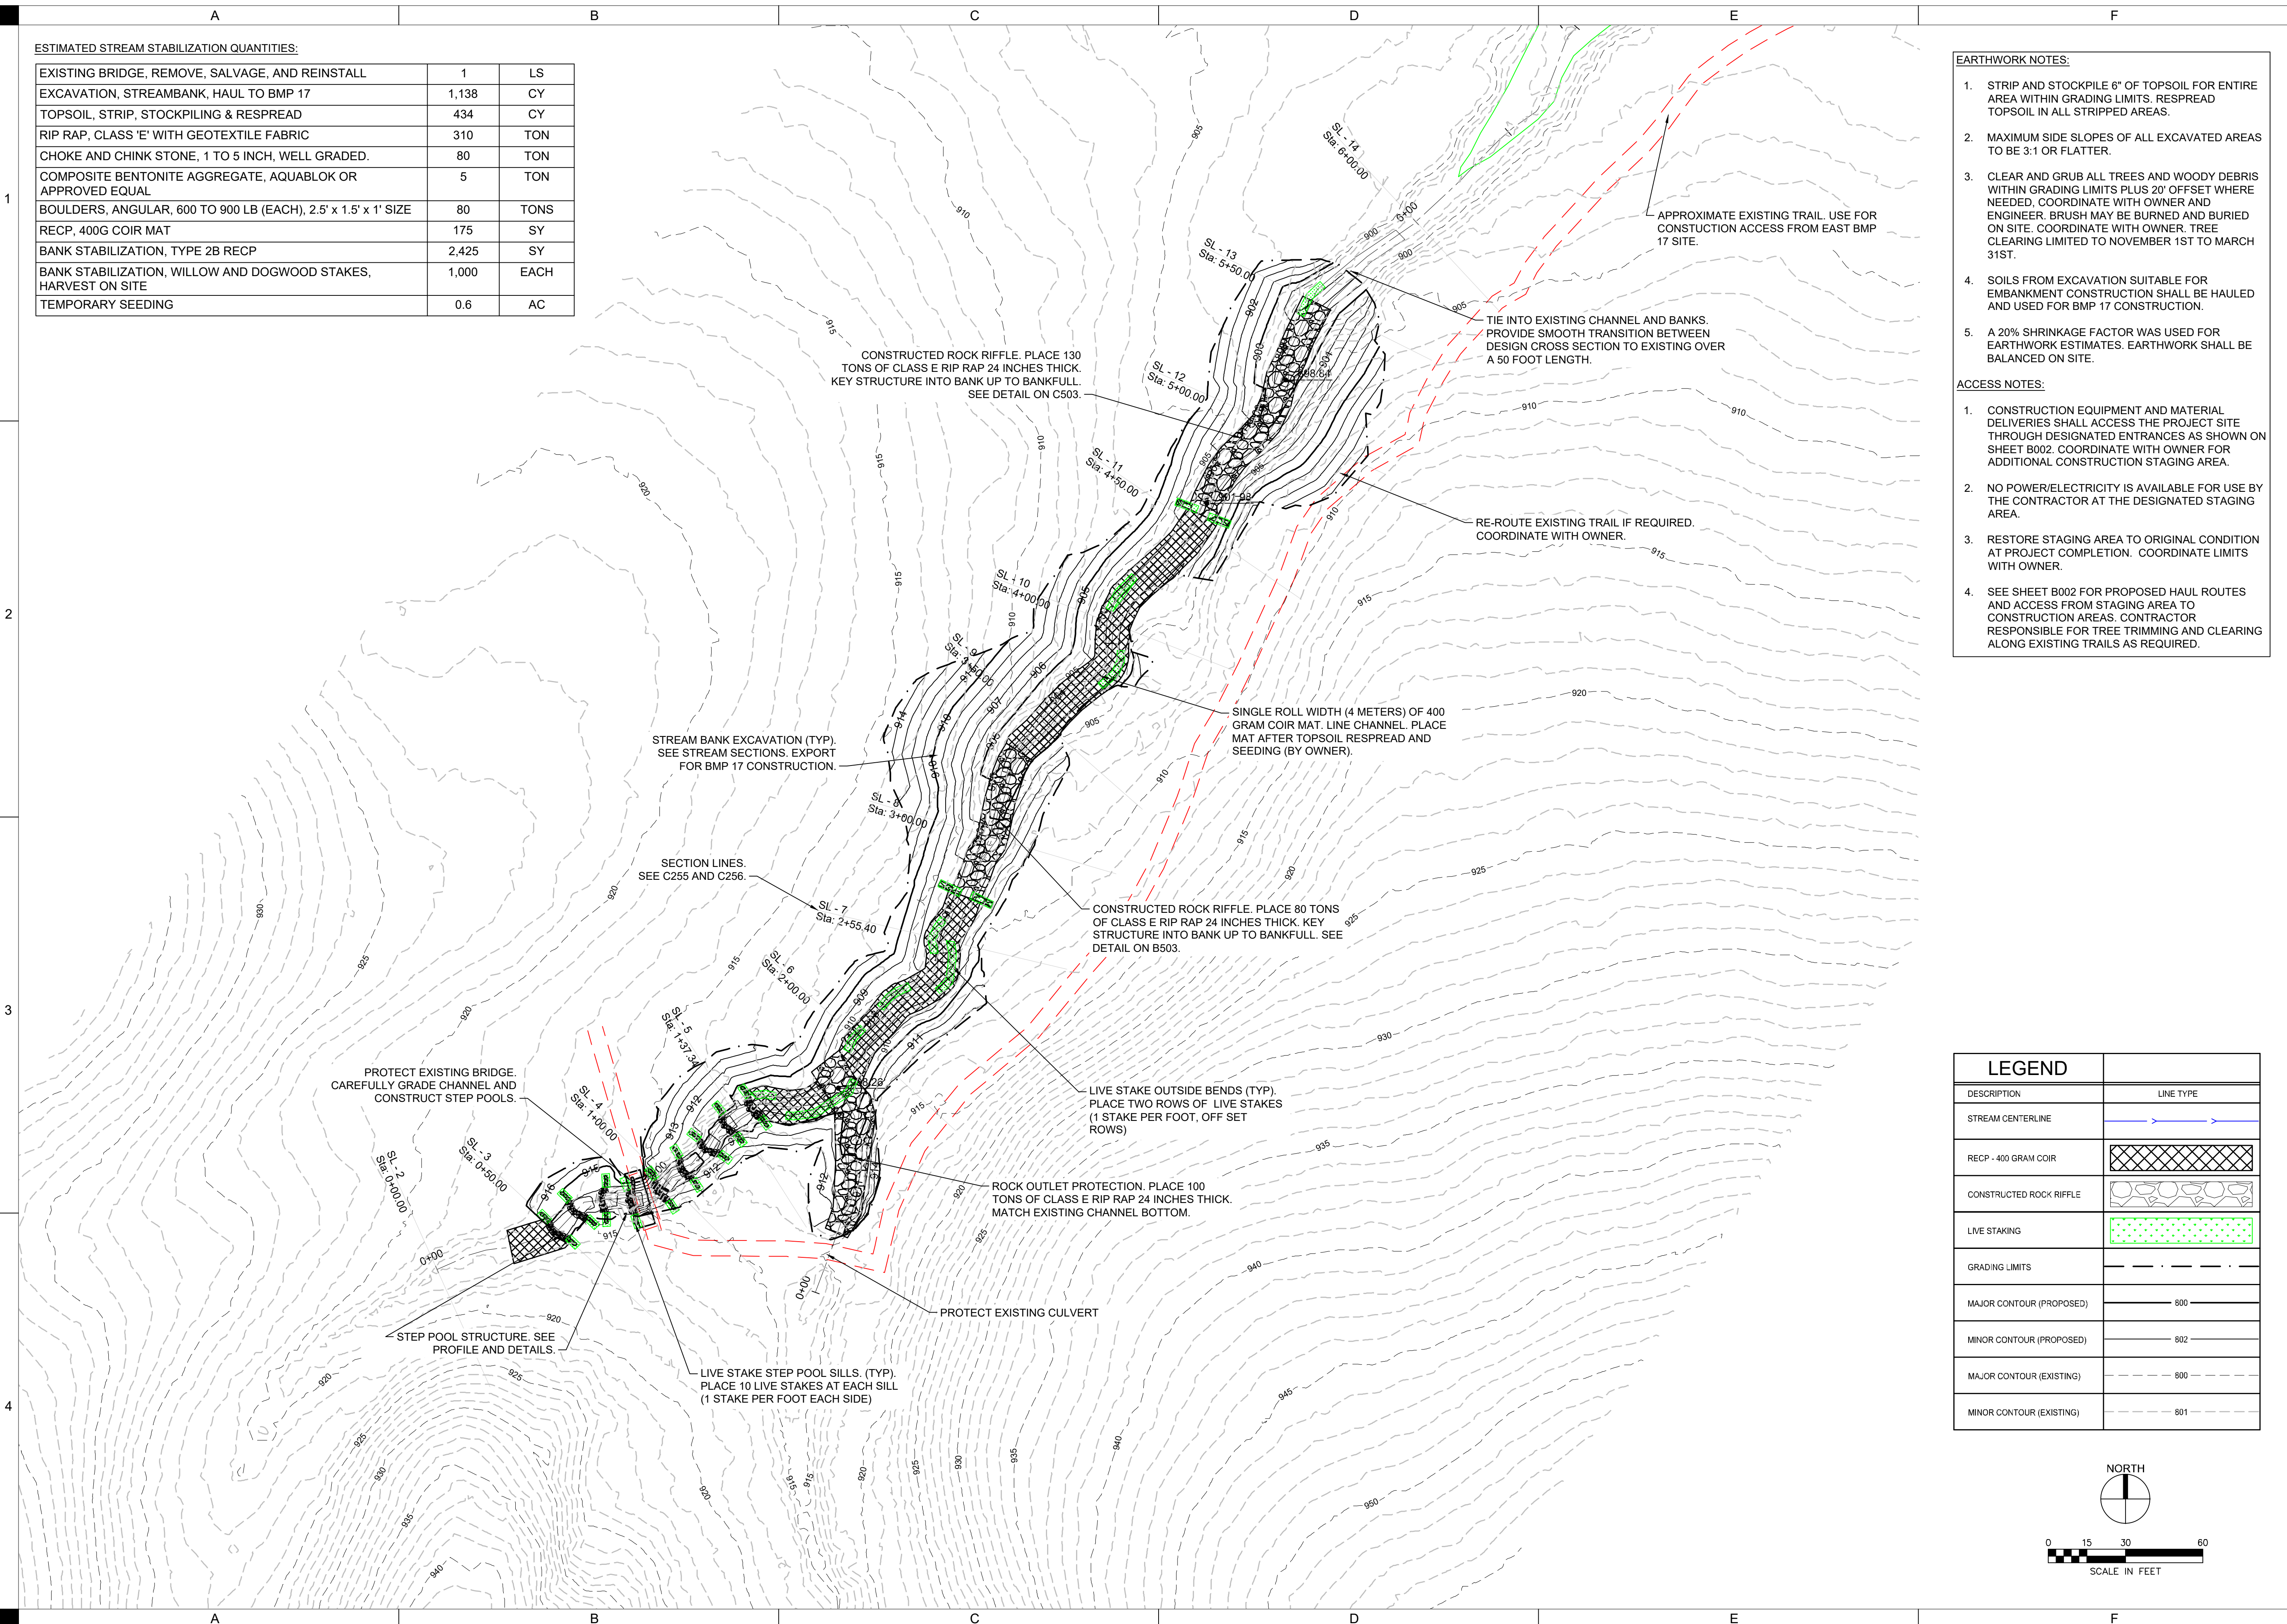 A B C D E F
ESTIMATED STREAM STABILIZATION QUANTITIES:
EXISTING BRIDGE, REMOVE, SALVAGE, AND REINSTALL 1 LS
EXCAVATION, STREAMBANK, HAUL TO BMP 17 1,138 CY
TOPSOIL, STRIP, STOCKPILING & RESPREAD 434 CY
RIP RAP, CLASS 'E' WITH GEOTEXTILE FABRIC 310 TON
CHOKE AND CHINK STONE, 1 TO 5 INCH, WELL GRADED. 80 TON
COMPOSITE BENTONITE AGGREGATE, AQUABLOK OR
APPROVED EQUAL 5 TON
BOULDERS, ANGULAR, 600 TO 900 LB (EACH), 2.5' x 1.5' x 1' SIZE 80 TONS
RECP, 400G COIR MAT 175 SY
BANK STABILIZATION, TYPE 2B RECP 2,425 SY
BANK STABILIZATION, WILLOW AND DOGWOOD STAKES,
HARVEST ON SITE 1,000 EACH
TEMPORARY SEEDING 0.6 AC
EARTHWORK NOTES:
1. STRIP AND STOCKPILE 6" OF TOPSOIL FOR ENTIRE
AREA WITHIN GRADING LIMITS. RESPREAD
TOPSOIL IN ALL STRIPPED AREAS.
2. MAXIMUM SIDE SLOPES OF ALL EXCAVATED AREAS
TO BE 3:1 OR FLATTER.
3. CLEAR AND GRUB ALL TREES AND WOODY DEBRIS
WITHIN GRADING LIMITS PLUS 20' OFFSET WHERE
NEEDED, COORDINATE WITH OWNER AND
ENGINEER. BRUSH MAY BE BURNED AND BURIED
ON SITE. COORDINATE WITH OWNER. TREE
CLEARING LIMITED TO NOVEMBER 1ST TO MARCH
31ST.
4. SOILS FROM EXCAVATION SUITABLE FOR
EMBANKMENT CONSTRUCTION SHALL BE HAULED
AND USED FOR BMP 17 CONSTRUCTION.
5. A 20% SHRINKAGE FACTOR WAS USED FOR
EARTHWORK ESTIMATES. EARTHWORK SHALL BE
BALANCED ON SITE.
ACCESS NOTES:
1. CONSTRUCTION EQUIPMENT AND MATERIAL
DELIVERIES SHALL ACCESS THE PROJECT SITE
THROUGH DESIGNATED ENTRANCES AS SHOWN ON
SHEET B002. COORDINATE WITH OWNER FOR
ADDITIONAL CONSTRUCTION STAGING AREA.
2. NO POWER/ELECTRICITY IS AVAILABLE FOR USE BY
THE CONTRACTOR AT THE DESIGNATED STAGING
AREA.
3. RESTORE STAGING AREA TO ORIGINAL CONDITION
AT PROJECT COMPLETION. COORDINATE LIMITS
WITH OWNER.
4. SEE SHEET B002 FOR PROPOSED HAUL ROUTES
AND ACCESS FROM STAGING AREA TO
CONSTRUCTION AREAS. CONTRACTOR
RESPONSIBLE FOR TREE TRIMMING AND CLEARING
ALONG EXISTING TRAILS AS REQUIRED.
1
2
3
4
SL - 14
Sta: 6+00.00
6+00
APPROXIMATE EXISTING TRAIL. USE FOR
CONSTUCTION ACCESS FROM EAST BMP
17 SITE.
SL - 13
Sta: 5+50.00
TIE INTO EXISTING CHANNEL AND BANKS.
PROVIDE SMOOTH TRANSITION BETWEEN
DESIGN CROSS SECTION TO EXISTING OVER
A 50 FOOT LENGTH.
CONSTRUCTED ROCK RIFFLE. PLACE 130
TONS OF CLASS E RIP RAP 24 INCHES THICK.
KEY STRUCTURE INTO BANK UP TO BANKFULL.
SEE DETAIL ON C503.
SL - 12
Sta: 5+00.00
898.84
SL - 11
Sta: 4+50.00
901.93
RE-ROUTE EXISTING TRAIL IF REQUIRED.
COORDINATE WITH OWNER.
SL - 10
Sta: 4+00.00
SL - 9
Sta: 3+50.00
SINGLE ROLL WIDTH (4 METERS) OF 400
GRAM COIR MAT. LINE CHANNEL. PLACE
MAT AFTER TOPSOIL RESPREAD AND
SEEDING (BY OWNER).
STREAM BANK EXCAVATION (TYP).
SEE STREAM SECTIONS. EXPORT
FOR BMP 17 CONSTRUCTION.
SL - 8
Sta: 3+00.00
SECTION LINES.
SEE C255 AND C256.
SL - 7
Sta: 2+55.40
CONSTRUCTED ROCK RIFFLE. PLACE 80 TONS
OF CLASS E RIP RAP 24 INCHES THICK. KEY
STRUCTURE INTO BANK UP TO BANKFULL. SEE
DETAIL ON B503.
SL - 6
Sta: 2+00.00
SL - 5
Sta: 1+37.34
PROTECT EXISTING BRIDGE.
CAREFULLY GRADE CHANNEL AND
CONSTRUCT STEP POOLS.
SL - 4
Sta: 1+00.00
LIVE STAKE OUTSIDE BENDS (TYP).
PLACE TWO ROWS OF LIVE STAKES
(1 STAKE PER FOOT, OFF SET
ROWS)
SL - 3
Sta: 0+50.00
SL - 2
Sta: 0+00.00
ROCK OUTLET PROTECTION. PLACE 100
TONS OF CLASS E RIP RAP 24 INCHES THICK.
MATCH EXISTING CHANNEL BOTTOM.
0+00
0+00
PROTECT EXISTING CULVERT
STEP POOL STRUCTURE. SEE
PROFILE AND DETAILS.
LIVE STAKE STEP POOL SILLS. (TYP).
PLACE 10 LIVE STAKES AT EACH SILL
(1 STAKE PER FOOT EACH SIDE)
LEGEND
DESCRIPTION LINE TYPE
STREAM CENTERLINE
RECP - 400 GRAM COIR
CONSTRUCTED ROCK RIFFLE
LIVE STAKING
GRADING LIMITS
MAJOR CONTOUR (PROPOSED) 800
MINOR CONTOUR (PROPOSED) 802
MAJOR CONTOUR (EXISTING) 800
MINOR CONTOUR (EXISTING) 801
NORTH
0 15 30 60
SCALE IN FEET
A B C D E F